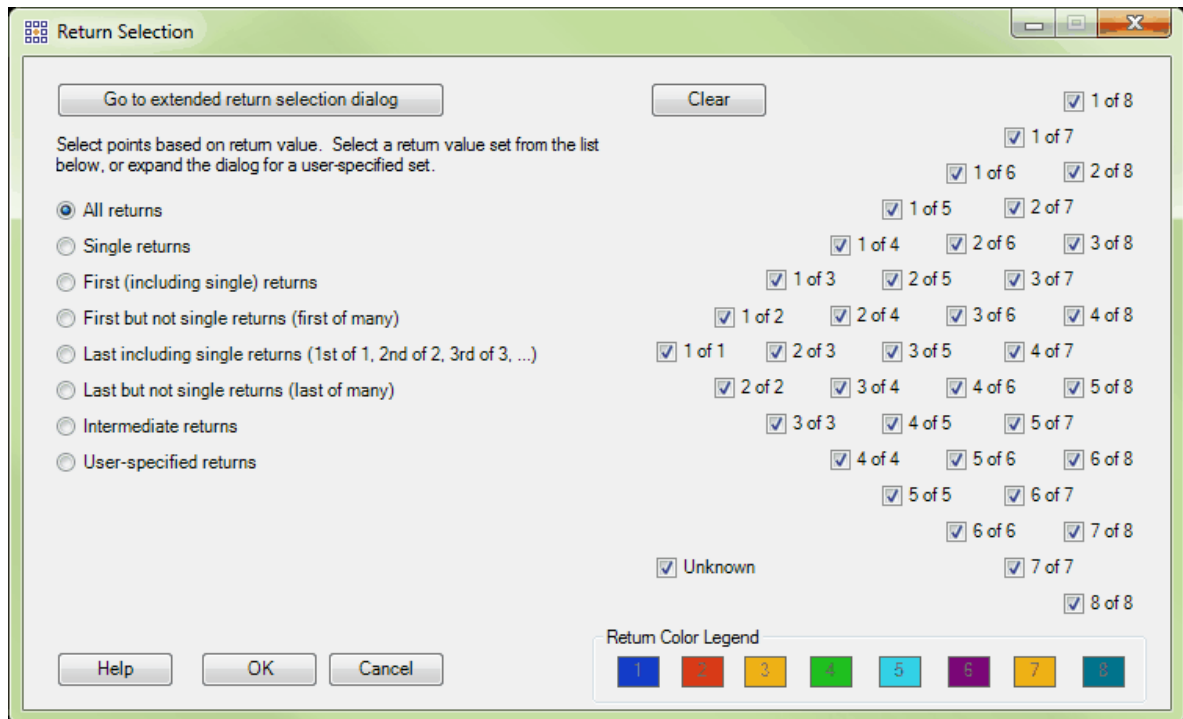 Return Selection
Go to extended return selection dialog
Clear
1 of 8
Select points based on return value. Select a return value set from the list
below, or expand the dialog for a user-specified set.
1 of 7
1 of 6 2 of 8
All returns
1 of 5 2 of 7
Single returns
1 of 4 2 of 6 3 of 8
First (including single) returns
1 of 3 2 of 5 3 of 7
First but not single returns (first of many)
1 of 2 2 of 4 3 of 6 4 of 8
Last including single returns (1st of 1, 2nd of 2, 3rd of 3, ...)
1 of 1 2 of 3 3 of 5 4 of 7
Last but not single returns (last of many)
2 of 2 3 of 4 4 of 6 5 of 8
Intermediate returns
3 of 3 4 of 5 5 of 7
User-specified returns
4 of 4 5 of 6 6 of 8
5 of 5 6 of 7
6 of 6 7 of 8
Unknown 7 of 7
8 of 8
Return Color Legend
Help OK Cancel
1 2 3 4 5 6 7 8